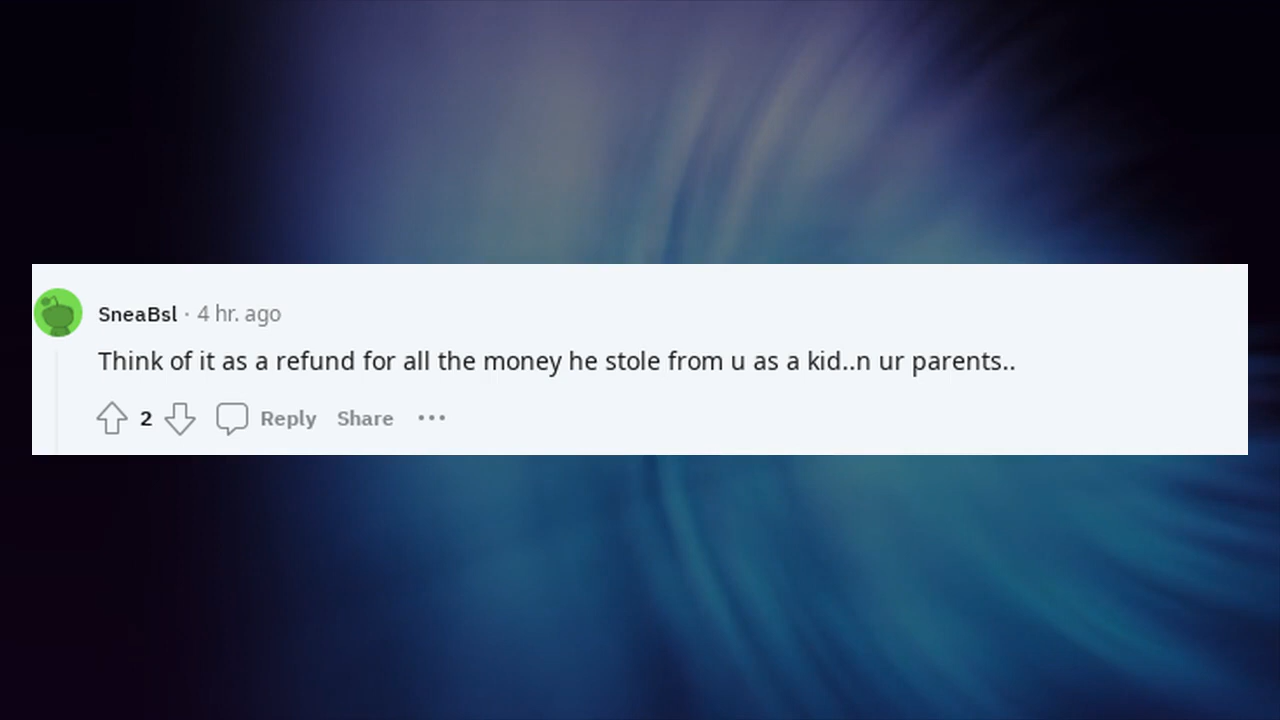 SneaBsl · 4 hr. ago
Think of it as a refund for all the money he stole from u as a kid..n ur parents..
2 Reply Share